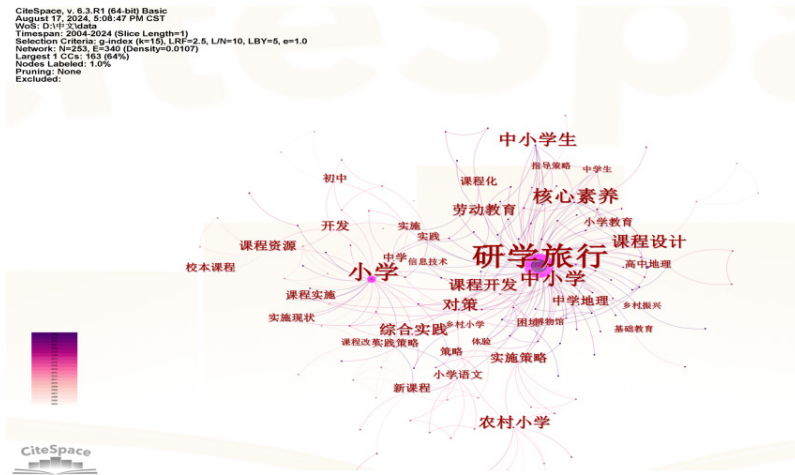 CiteSpace, v. 6.3.R1 (64-bit) Basic
August 17, 2024, 5:08:47 PM CST
WoS: D:\中文\data
Timespan: 2004-2024 (Slice Length=1)
Selection Criteria: g-index (k=15), LRF=2.5, L/N=10, LBY=5, e=1.0
Network: N=253, E=340 (Density=0.0107)
Largest 1 CCs: 163 (64%)
Nodes Labeled: 1.0%
Pruning: None
Excluded:
中小学生
指导策略
中学生
初中
课程化
核心素养
劳动教育
小学教育
开发
实施
实践
课程设计
课程资源
研学旅行
中学
信息技术
高中地理
校本课程
小学
中小学
课程开发
课程实施
对策
中学地理
乡村振兴
实施现状
综合实践
乡村小学
困境
博物馆
基础教育
课程改
实践策略
体验
策略
实施策略
小学语文
新课程
农村小学
CiteSpace